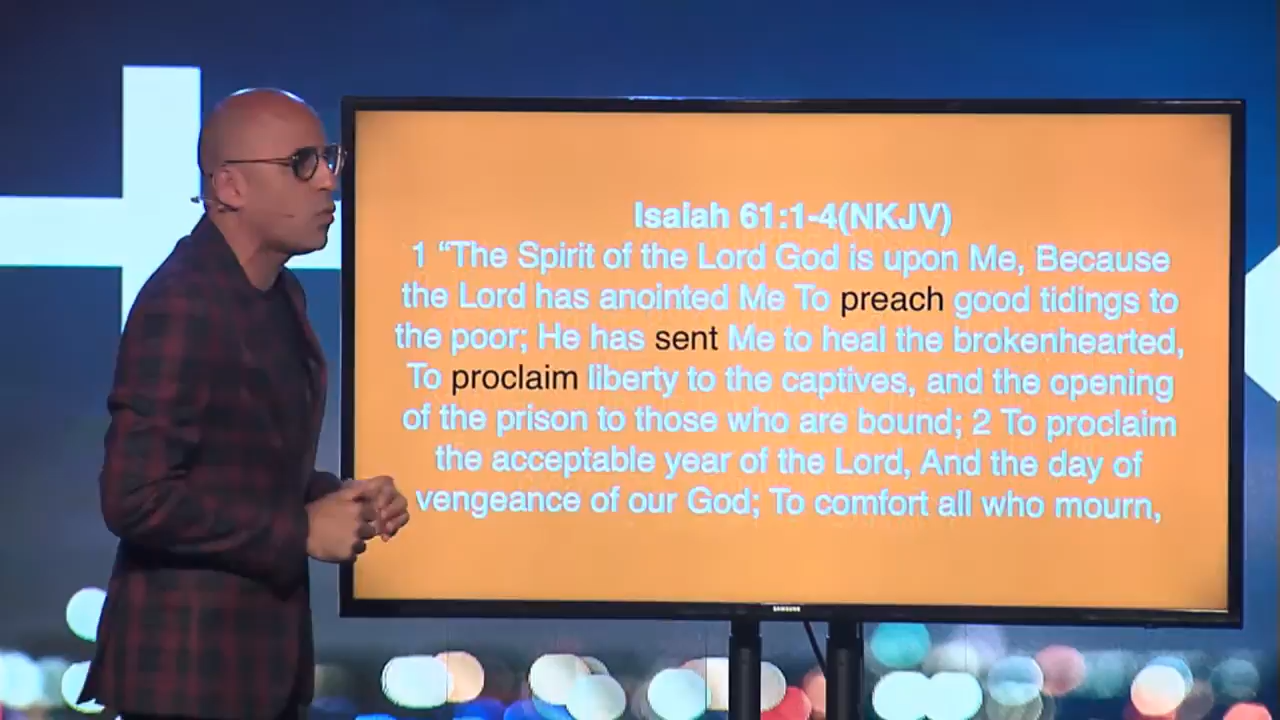 Isaiah 61:1-4(NKJV)
1 “The Spirit of the Lord God is upon Me, Because
the Lord has anointed Me To preach good tidings to
the poor; He has sent Me to heal the brokenhearted,
To proclaim liberty to the captives, and the opening
of the prison to those who are bound; 2 To proclaim
the acceptable year of the Lord, And the day of
vengeance of our God; To comfort all who mourn,
SAMSUNG